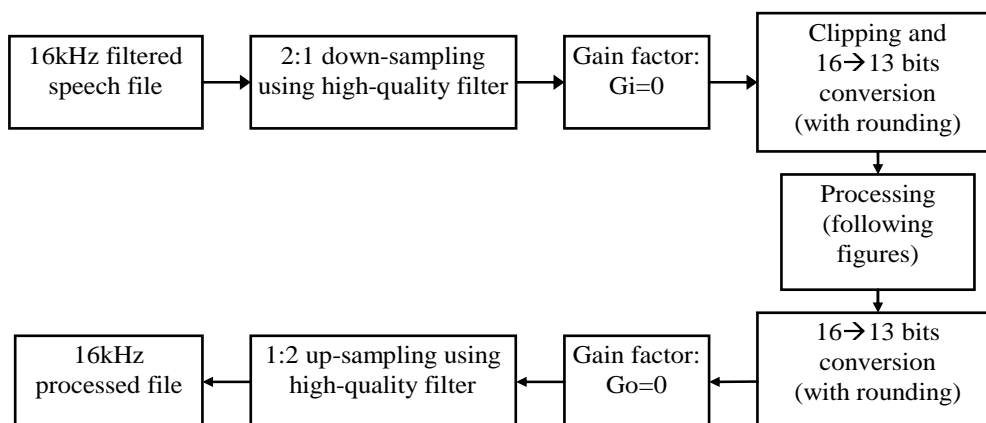 16kHz filtered
speech file
2:1 down-sampling
using high-quality filter
Gain factor:
Gi=0
Clipping and
16→13 bits
conversion
(with rounding)
Processing
(following
figures)
16→13 bits
conversion
(with rounding)
Gain factor:
Go=0
1:2 up-sampling using
high-quality filter
16kHz
processed file